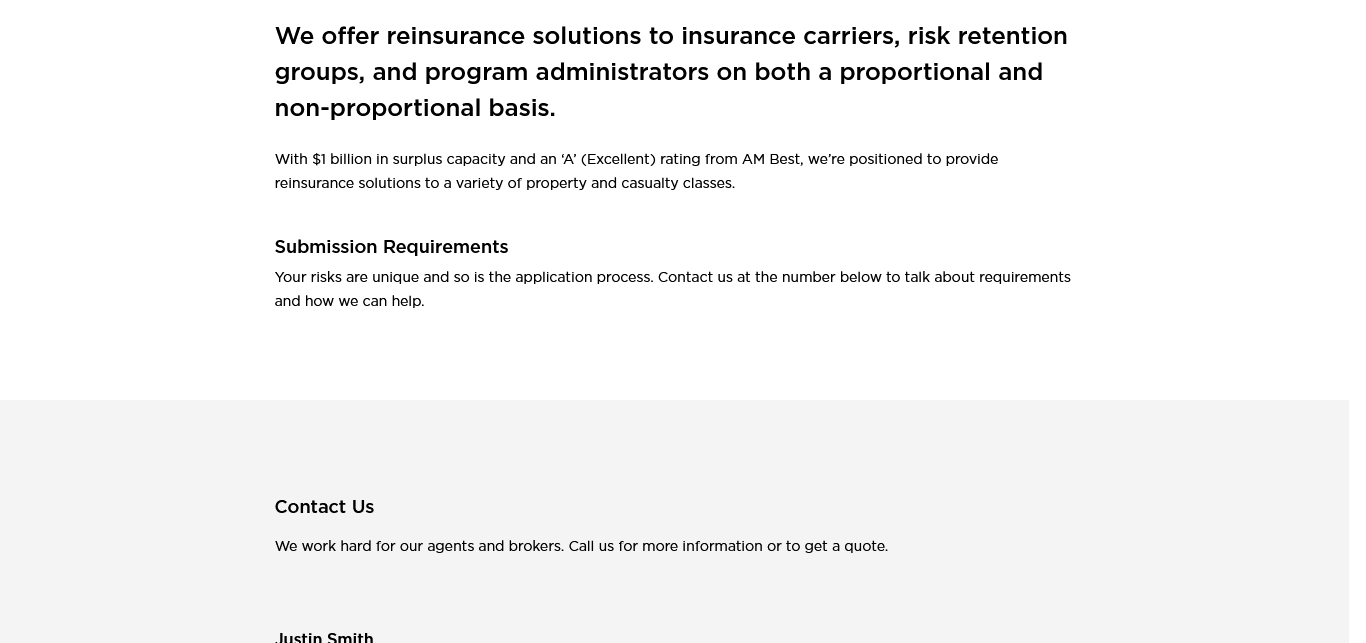 We offer reinsurance solutions to insurance carriers, risk retention
groups, and program administrators on both a proportional and
non-proportional basis.
With $1 billion in surplus capacity and an ‘A’ (Excellent) rating from AM Best, we’re positioned to provide
reinsurance solutions to a variety of property and casualty classes.
Submission Requirements
Your risks are unique and so is the application process. Contact us at the number below to talk about requirements
and how we can help.
Contact Us
We work hard for our agents and brokers. Call us for more information or to get a quote.
Justin Smith